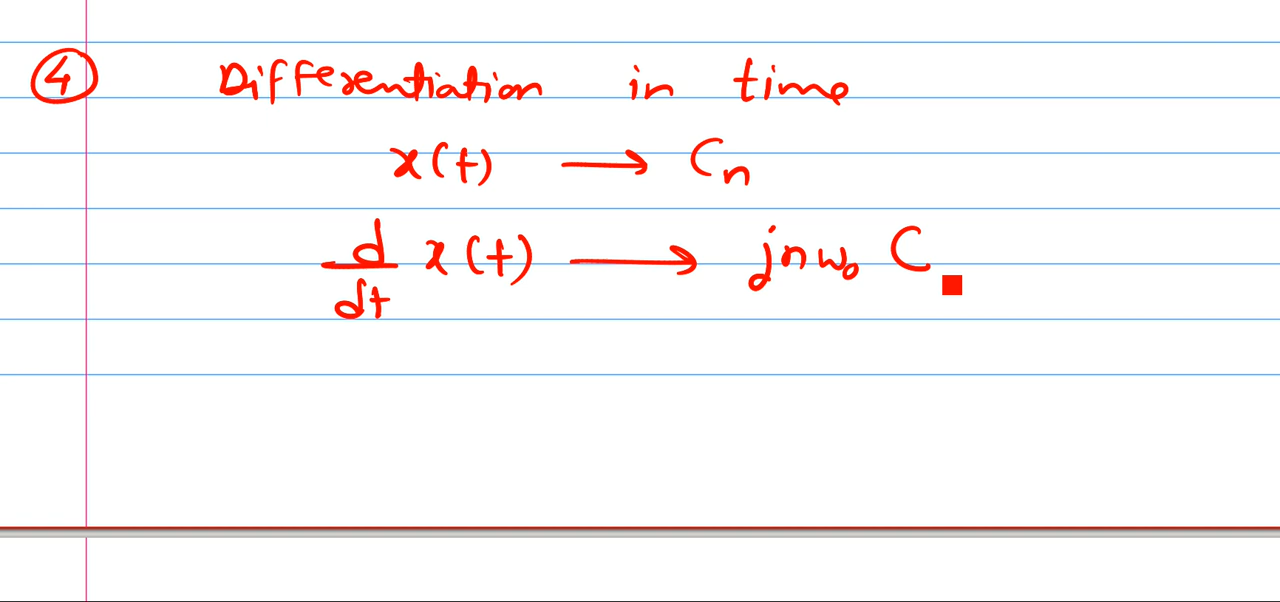 ④ Differentiation in time
x(t) → Cₙ
d/dt x(t) → jnω₀ C